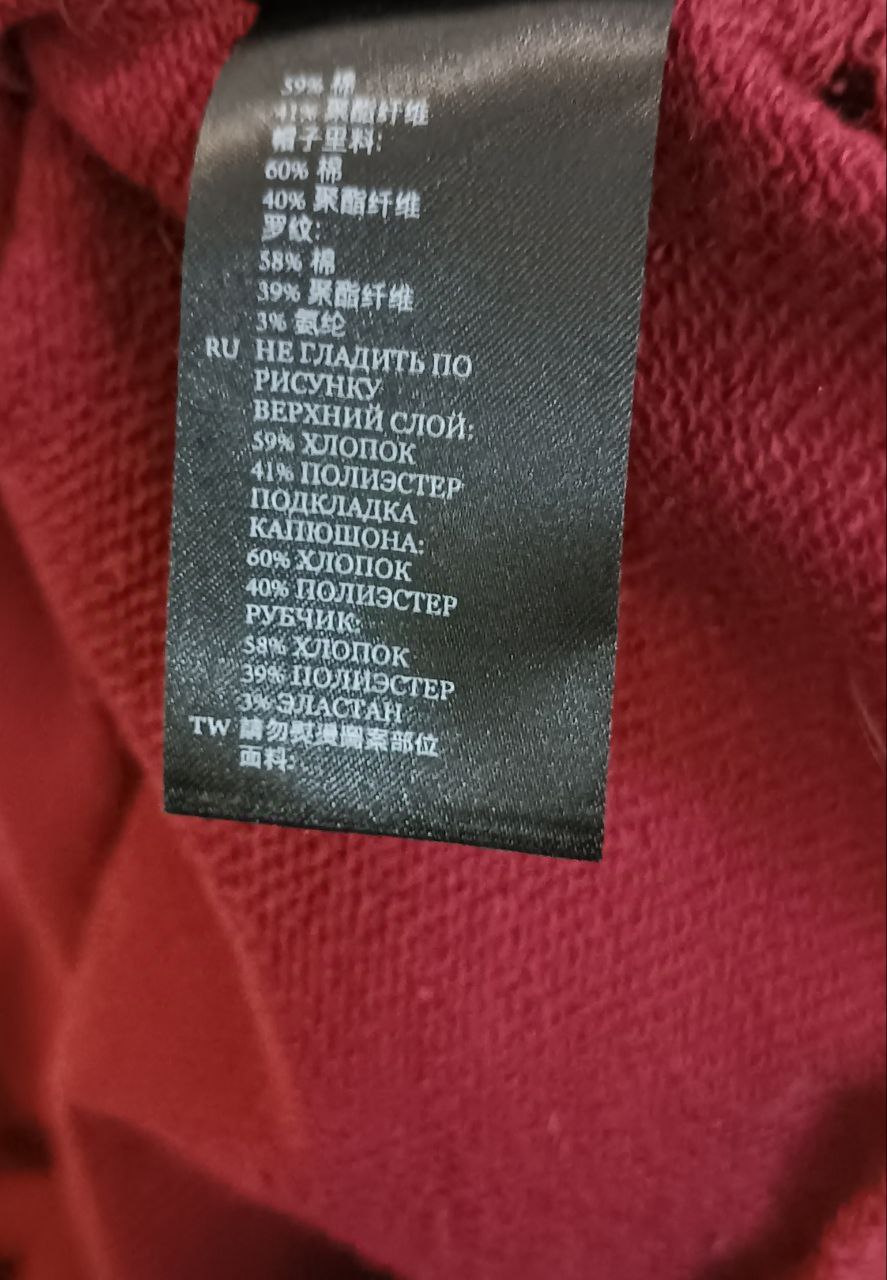 59% 棉
41% 聚酯纤维
帽子里料:
60% 棉
40% 聚酯纤维
罗纹:
58% 棉
39% 聚酯纤维
3% 氨纶
RU НЕ ГЛАДИТЬ ПО
РИСУНКУ
ВЕРХНИЙ СЛОЙ:
59% ХЛОПОК
41% ПОЛИЭСТЕР
ПОДКЛАДКА
КАПЮШОНА:
60% ХЛОПОК
40% ПОЛИЭСТЕР
РУБЧИК:
58% ХЛОПОК
39% ПОЛИЭСТЕР
3% ЭЛАСТАН
TW 請勿熨燙圖案部位
面料: